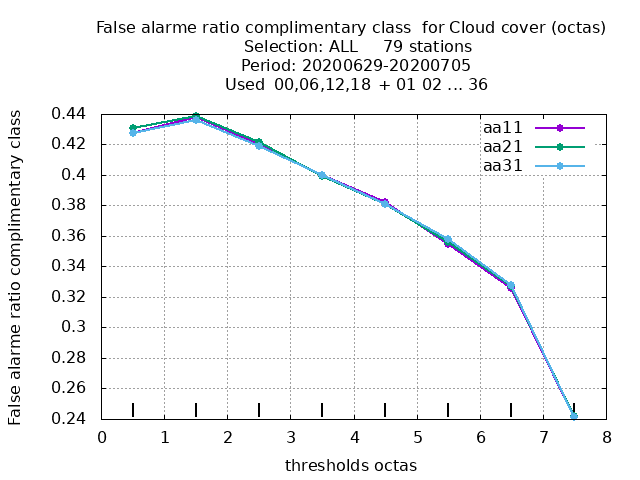 False alarme ratio complimentary class  for Cloud cover (octas)
Selection: ALL     79 stations
Period: 20200629-20200705
Used  00,06,12,18  + 01 02 ... 36
False alarme ratio complimentary class
0.44
0.42
0.4
0.38
0.36
0.34
0.32
0.3
0.28
0.26
0.24
aa11
aa21
aa31
0 1 2 3 4 5 6 7 8
thresholds octas